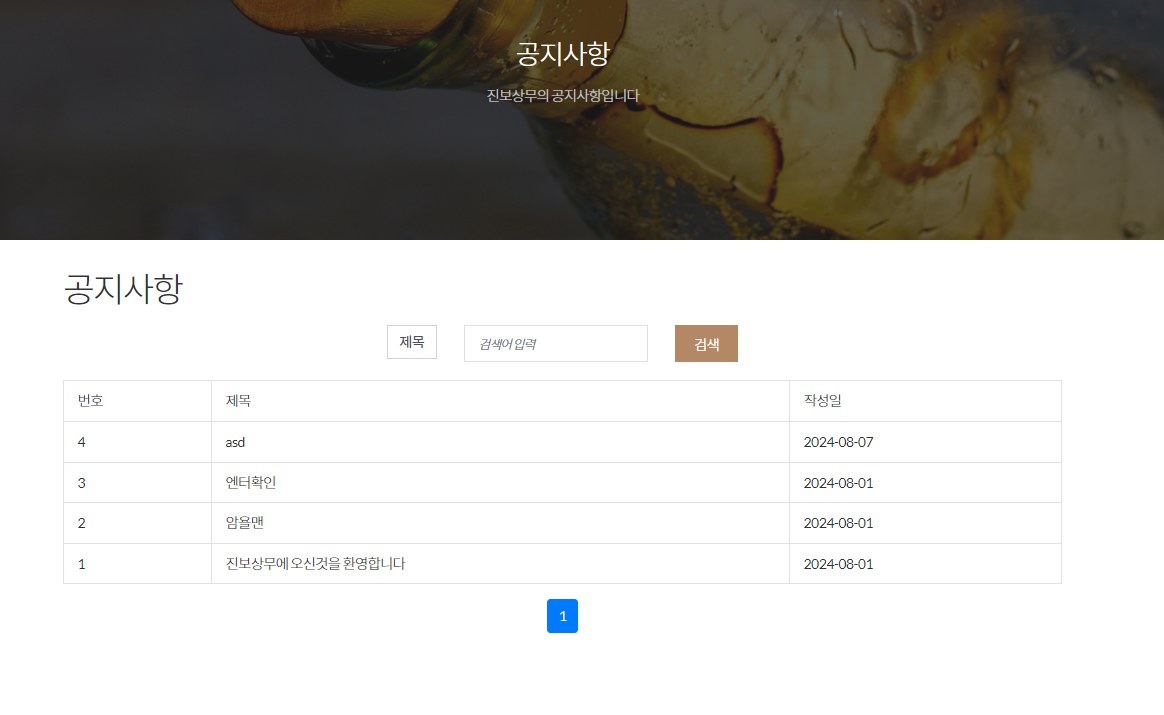 공지사항
진보상무의 공지사항입니다
공지사항
제목 검색어 입력 검색
번호 제목 작성일
4 asd 2024-08-07
3 엔터확인 2024-08-01
2 암욜맨 2024-08-01
1 진보상무에 오신것을 환영합니다 2024-08-01
1